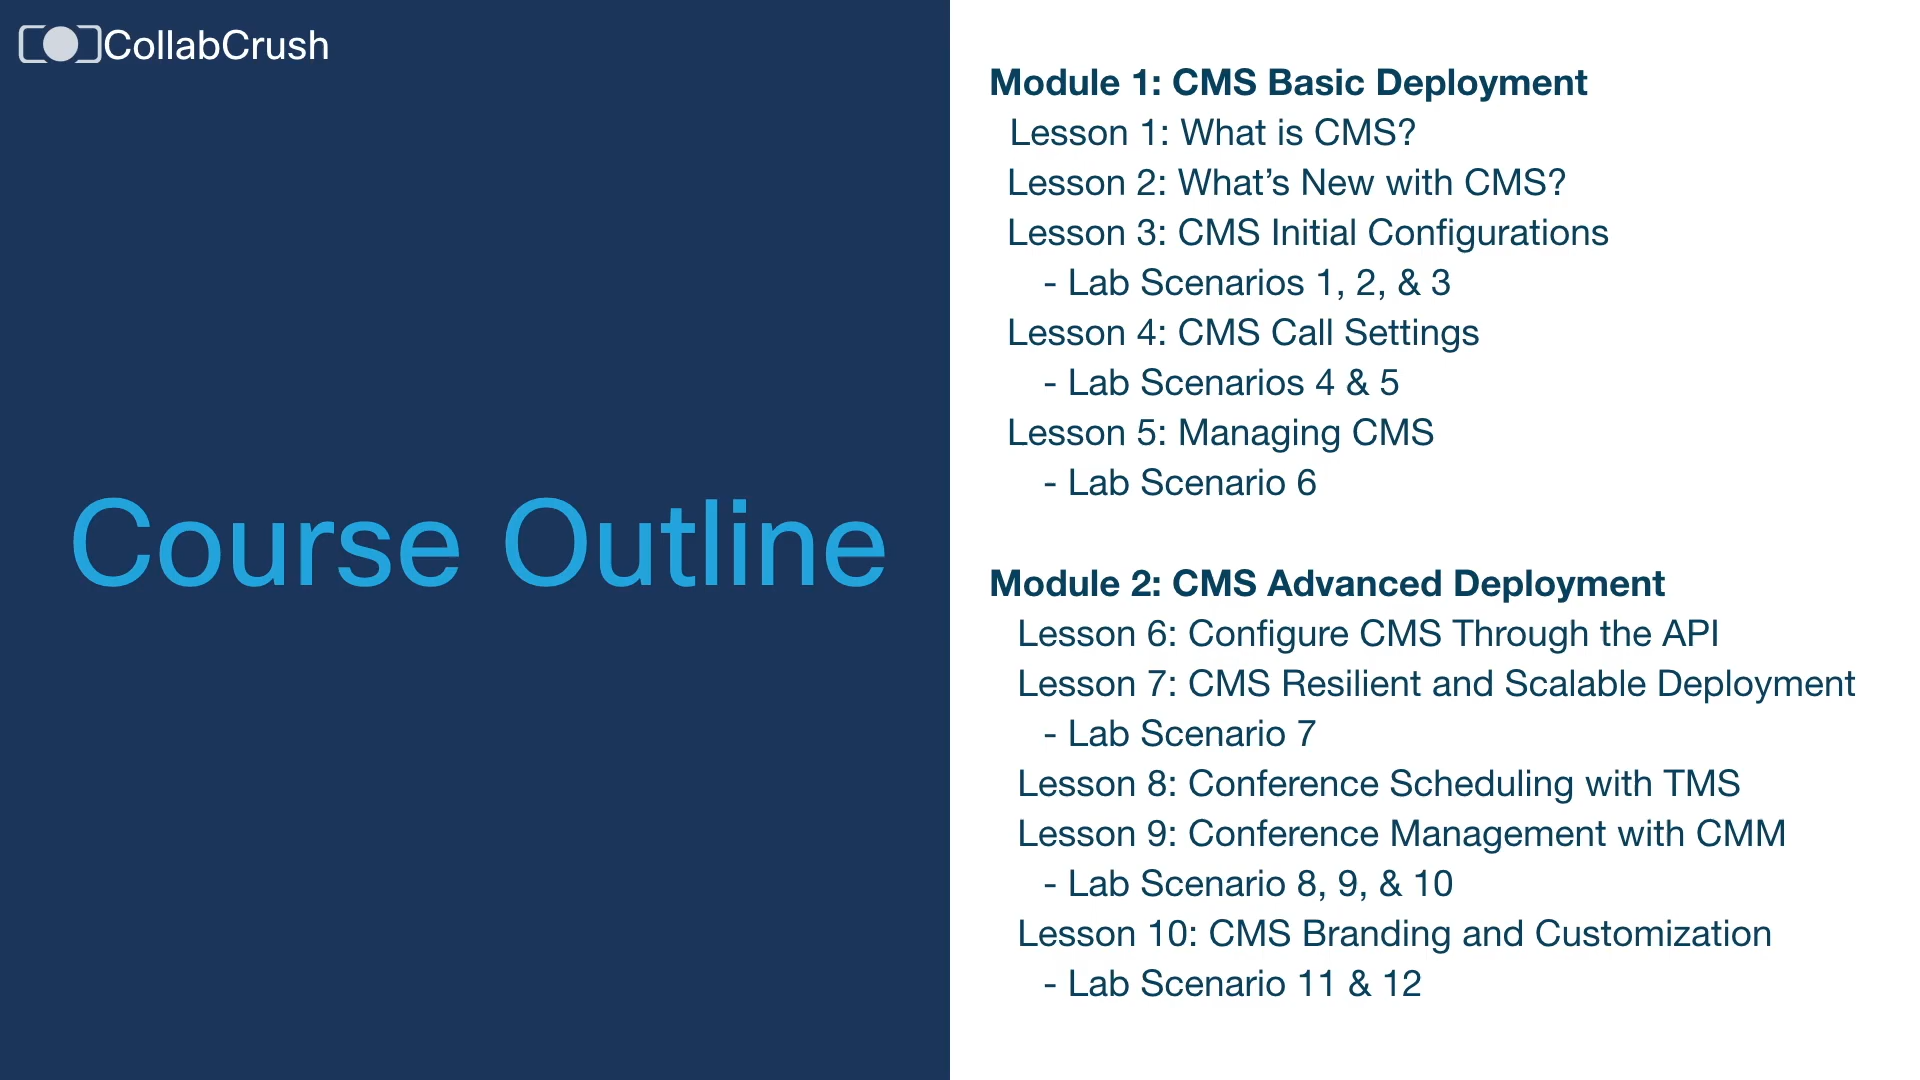 CollabCrush
Course Outline
Module 1: CMS Basic Deployment
Lesson 1: What is CMS?
Lesson 2: What’s New with CMS?
Lesson 3: CMS Initial Configurations
- Lab Scenarios 1, 2, & 3
Lesson 4: CMS Call Settings
- Lab Scenarios 4 & 5
Lesson 5: Managing CMS
- Lab Scenario 6
Module 2: CMS Advanced Deployment
Lesson 6: Configure CMS Through the API
Lesson 7: CMS Resilient and Scalable Deployment
- Lab Scenario 7
Lesson 8: Conference Scheduling with TMS
Lesson 9: Conference Management with CMM
- Lab Scenario 8, 9, & 10
Lesson 10: CMS Branding and Customization
- Lab Scenario 11 & 12